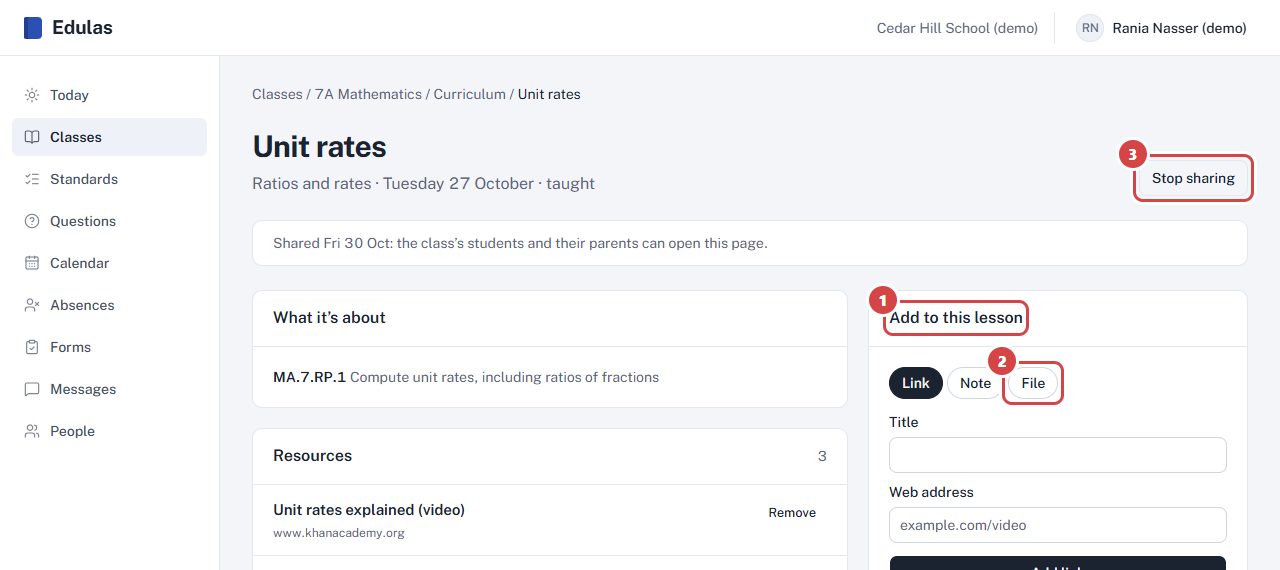 Edulas
Cedar Hill School (demo)
RN
Rania Nasser (demo)
Today
Classes
Standards
Questions
Calendar
Absences
Forms
Messages
People
Classes / 7A Mathematics / Curriculum / Unit rates
Unit rates
Ratios and rates · Tuesday 27 October · taught
3
Stop sharing
Shared Fri 30 Oct: the class’s students and their parents can open this page.
What it’s about
MA.7.RP.1 Compute unit rates, including ratios of fractions
Resources
3
Unit rates explained (video)
www.khanacademy.org
Remove
1
Add to this lesson
2
Link
Note
File
Title
Web address
example.com/video